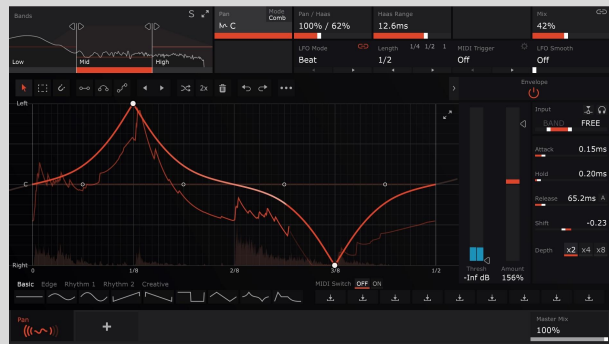 Bands
S
Pan
Mode
C
Comb
Pan / Haas
100% / 62%
Haas Range
12.6ms
Mix
42%
Low
Mid
High
LFO Mode
Beat
Length
1/4
1/2
1
1/2
MIDI Trigger
Off
LFO Smooth
Off
2x
Envelope
Left
C
Right
0
1/8
2/8
3/8
1/2
Input
BAND
FREE
Attack
0.15ms
Hold
0.20ms
Release
65.2ms
A
Shift
-0.23
Depth
x2
x4
x8
Thresh
-Inf dB
Amount
156%
Basic
Edge
Rhythm 1
Rhythm 2
Creative
MIDI Switch
OFF
ON
Pan
+
Master Mix
100%